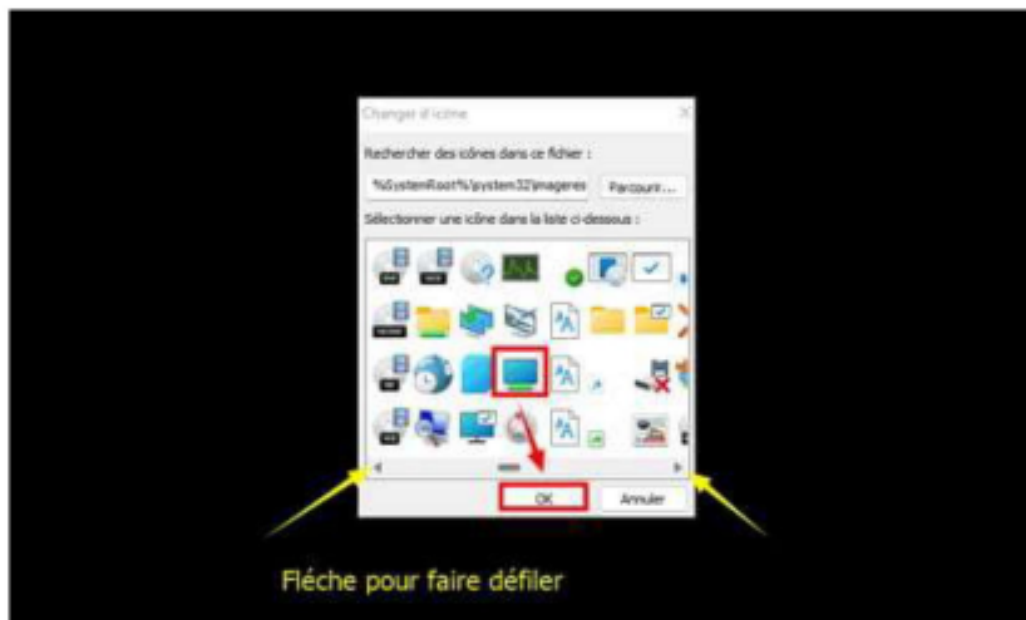 Changer d'icône
Rechercher des icônes dans ce fichier :
%SystemRoot%\system32\imageres
Parcourir...
Sélectionner une icône dans la liste ci-dessous :
OK
Annuler
Fléche pour faire défiler